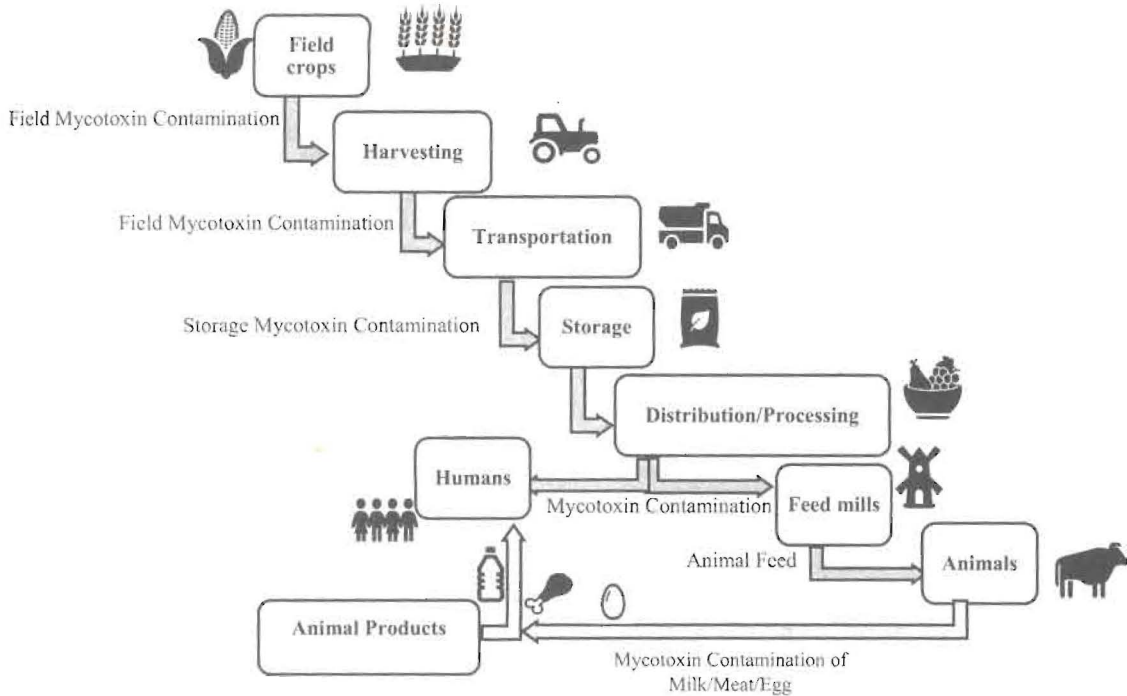 Field
crops
Field Mycotoxin Contamination
Harvesting
Field Mycotoxin Contamination
Transportation
Storage Mycotoxin Contamination
Storage
Distribution/Processing
Humans
Mycotoxin Contamination
Feed mills
Animal Feed
Animals
Animal Products
Mycotoxin Contamination of
Milk/Meat/Egg